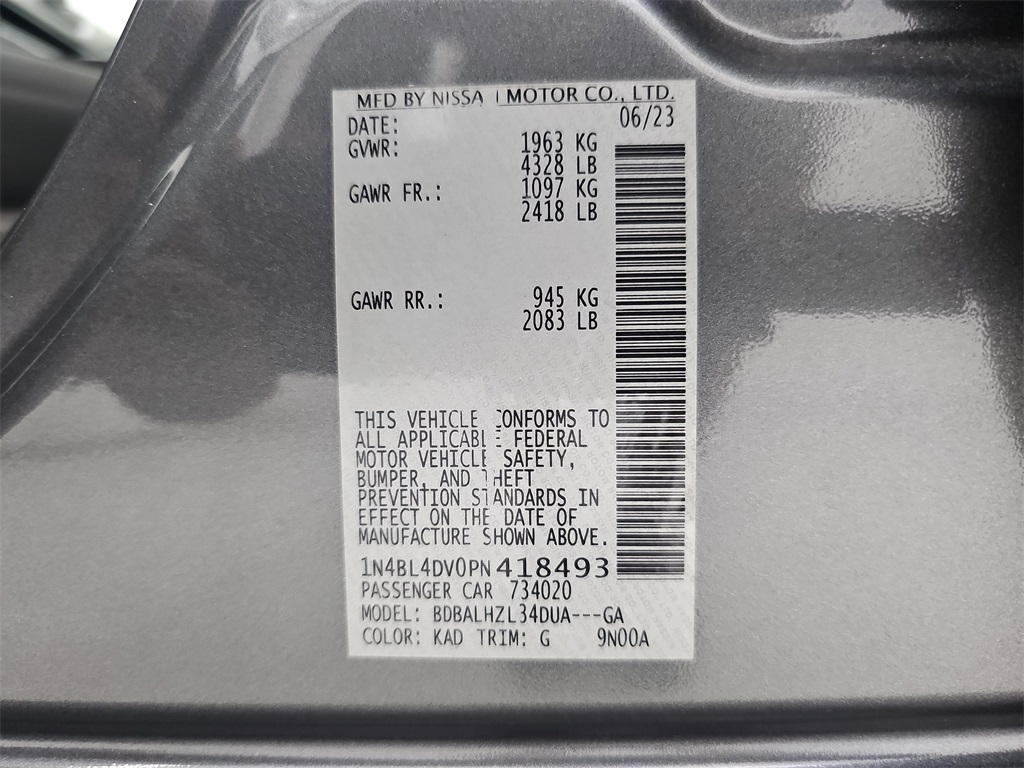 MFD BY NISSA MOTOR CO., LTD.
DATE: 06/23
GVWR: 1963 KG
4328 LB
GAWR FR.: 1097 KG
2418 LB
GAWR RR.: 945 KG
2083 LB
THIS VEHICLE CONFORMS TO
ALL APPLICABLE FEDERAL
MOTOR VEHICLE SAFETY,
BUMPER, AND THEFT
PREVENTION STANDARDS IN
EFFECT ON THE DATE OF
MANUFACTURE SHOWN ABOVE.
1N4BL4DV0PN418493
PASSENGER CAR 734020
MODEL: BDBALHZL34DUA---GA
COLOR: KAD TRIM: G 9N00A